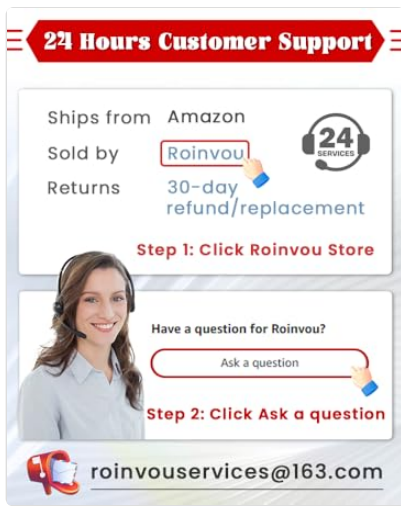 24 Hours Customer Support
Ships from Amazon
Sold by Roinvou
24
SERVICES
Returns 30-day
refund/replacement
Step 1: Click Roinvou Store
Have a question for Roinvou?
Ask a question
Step 2: Click Ask a question
roinvouservices@163.com